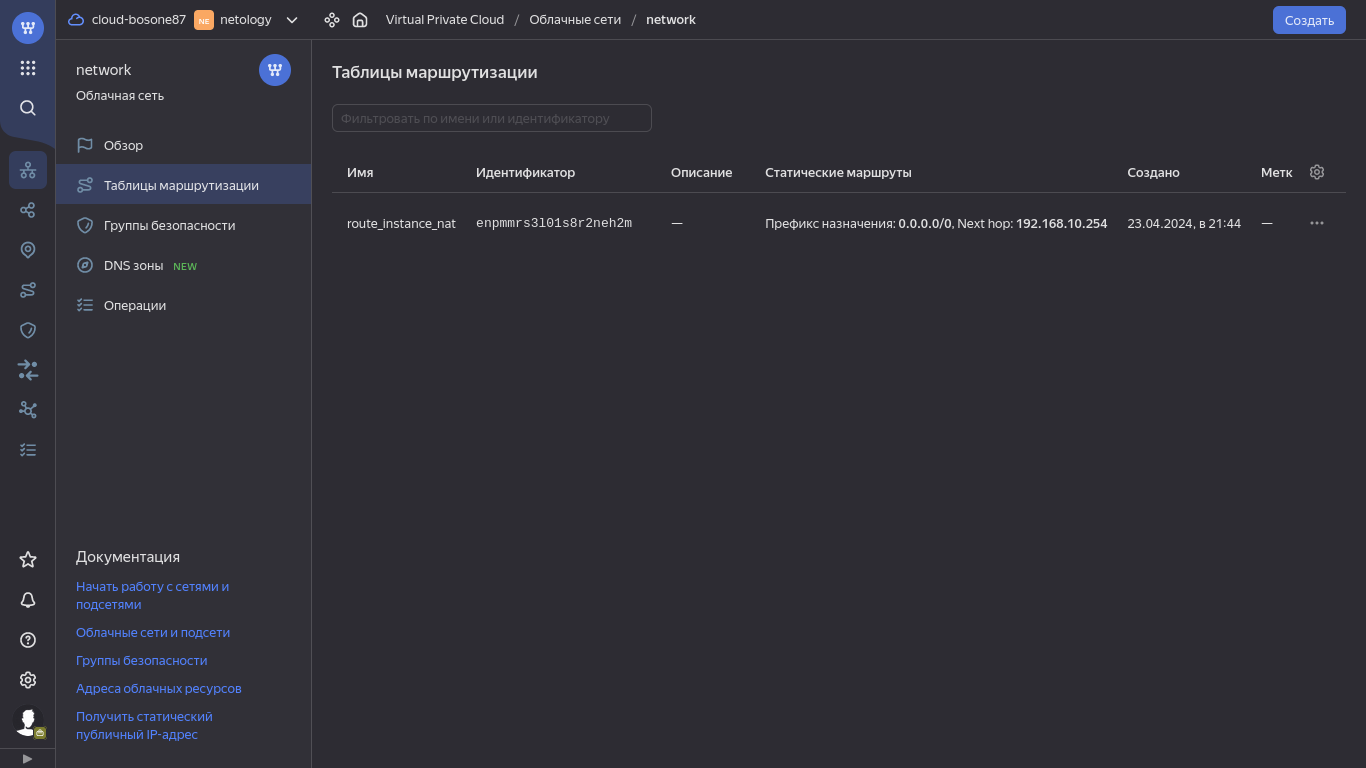 cloud-bosone87 NE netology Virtual Private Cloud / Облачные сети / network Создать
network
Облачная сеть
Обзор
Таблицы маршрутизации
Группы безопасности
DNS зоны NEW
Операции
Документация
Начать работу с сетями и
подсетями
Облачные сети и подсети
Группы безопасности
Адреса облачных ресурсов
Получить статический
публичный IP-адрес
Таблицы маршрутизации
Фильтровать по имени или идентификатору
Имя Идентификатор Описание Статические маршруты Создано Метк
route_instance_nat enpmmrs3l01s8r2neh2m — Префикс назначения: 0.0.0.0/0, Next hop: 192.168.10.254 23.04.2024, в 21:44 —